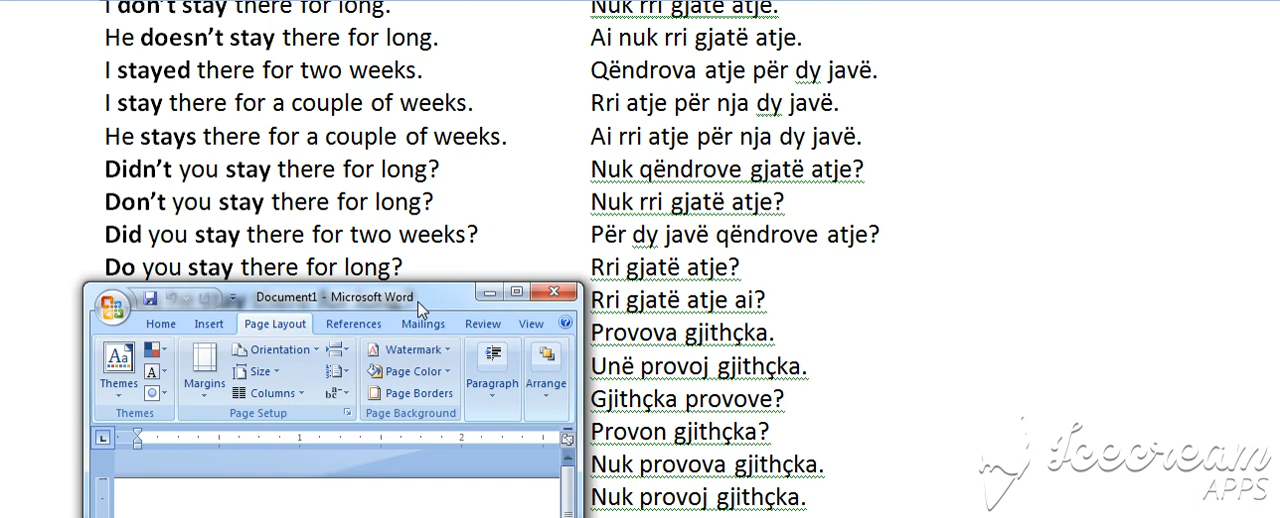 I don't stay there for long.
Nuk rri gjatë atje.
He doesn't stay there for long.
Ai nuk rri gjatë atje.
I stayed there for two weeks.
Qëndrova atje për dy javë.
I stay there for a couple of weeks.
Rri atje për nja dy javë.
He stays there for a couple of weeks.
Ai rri atje për nja dy javë.
Didn't you stay there for long?
Nuk qëndrove gjatë atje?
Don't you stay there for long?
Nuk rri gjatë atje?
Did you stay there for two weeks?
Për dy javë qëndrove atje?
Do you stay there for long?
Rri gjatë atje?
Rri gjatë atje ai?
Provova gjithçka.
Unë provoj gjithçka.
Gjithçka provove?
Provon gjithçka?
Nuk provova gjithçka.
Nuk provoj gjithçka.
Document1 - Microsoft Word
Home Insert Page Layout References Mailings Review View
Aa
A
Themes
Themes
Margins
Orientation
Size
Columns
Page Setup
Watermark
Page Color
Page Borders
Page Background
Paragraph
Arrange
1 2
Icecream
APPS